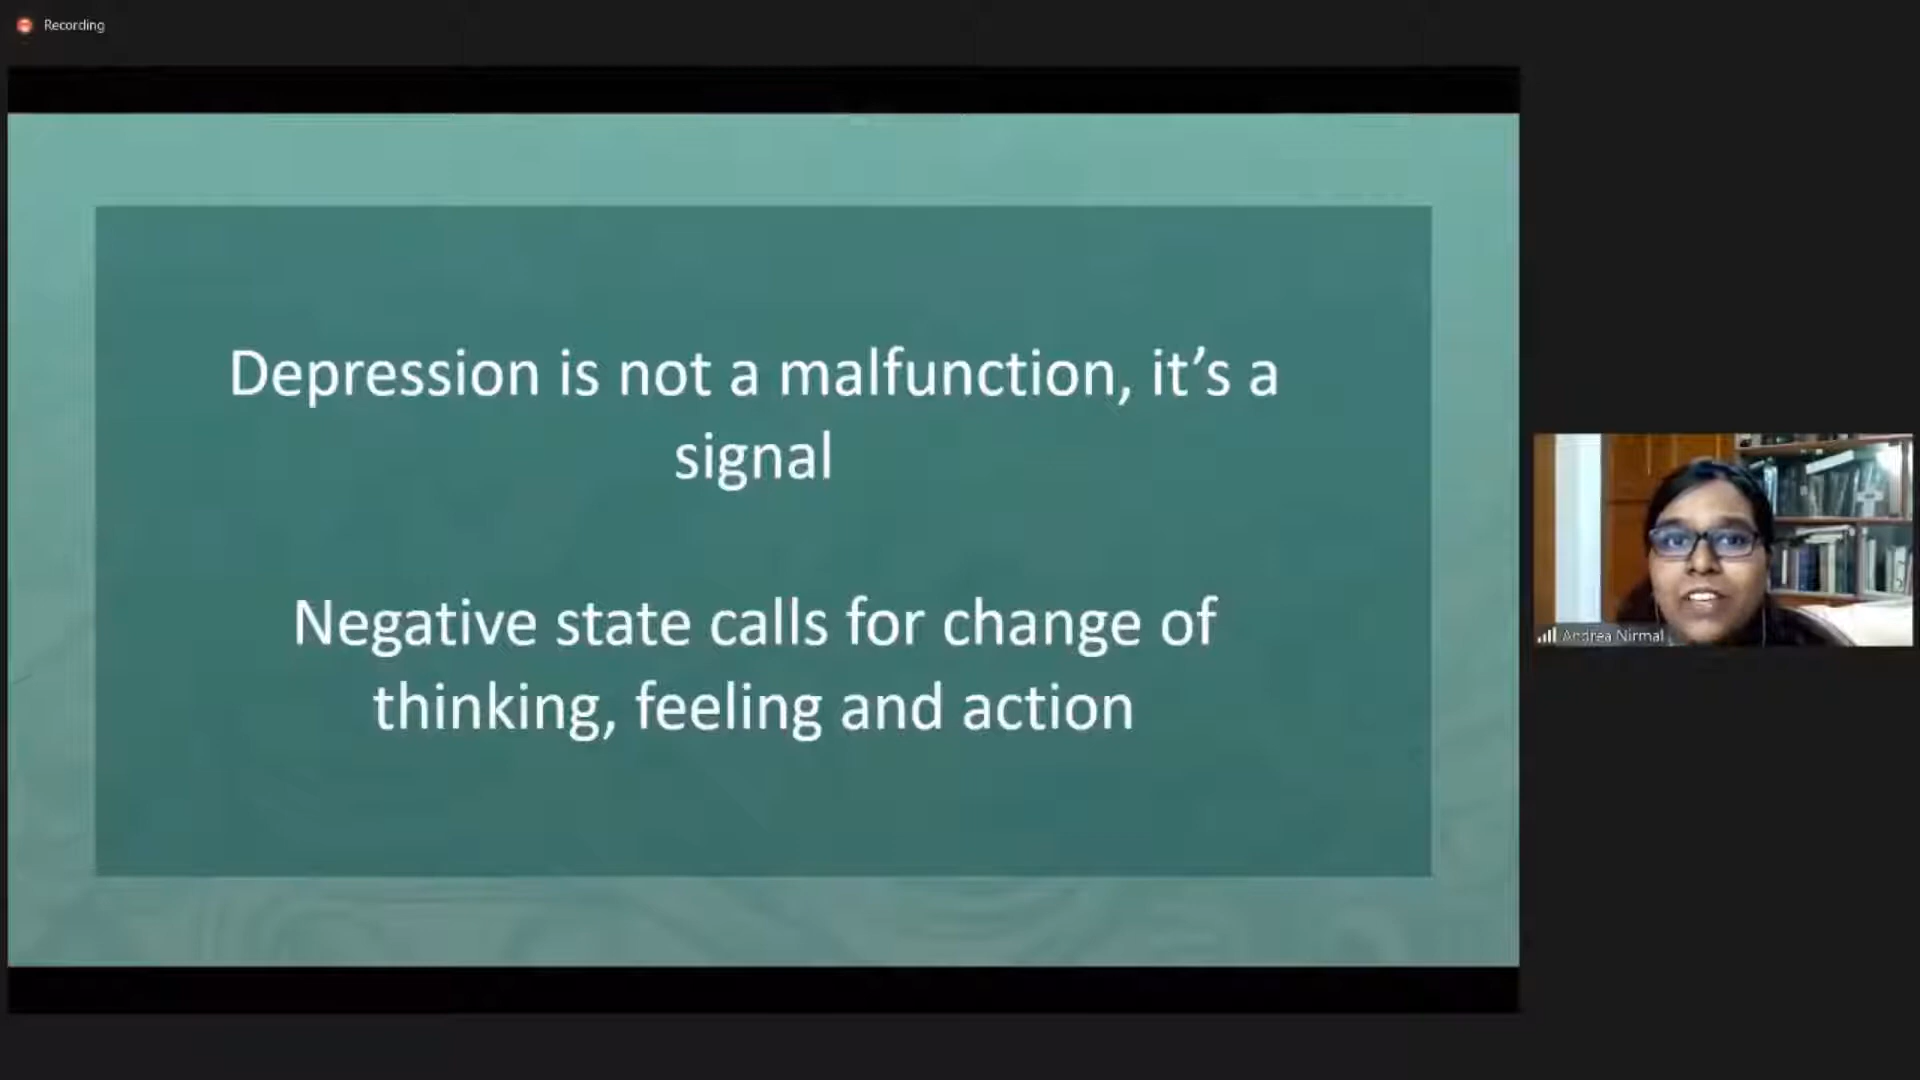 Recording
Depression is not a malfunction, it’s a
signal
Negative state calls for change of
thinking, feeling and action
Andrea Nirmal